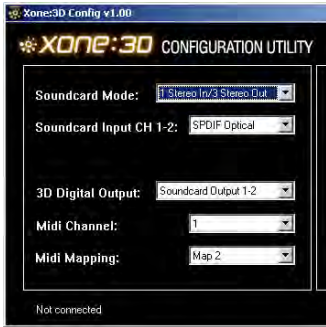 Xone:3D Config v1.00
XONE:3D CONFIGURATION UTILITY
Soundcard Mode: 1 Stereo In/3 Stereo Out
Soundcard Input CH 1-2: SPDIF Optical
3D Digital Output: Soundcard Output 1-2
Midi Channel: 1
Midi Mapping: Map 2
Not connected